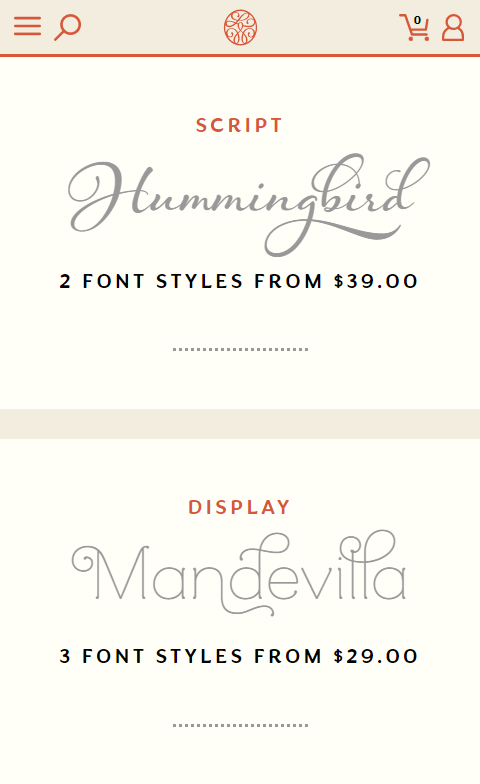 0
SCRIPT
Hummingbird
2 FONT STYLES FROM $39.00
DISPLAY
Mandevilla
3 FONT STYLES FROM $29.00